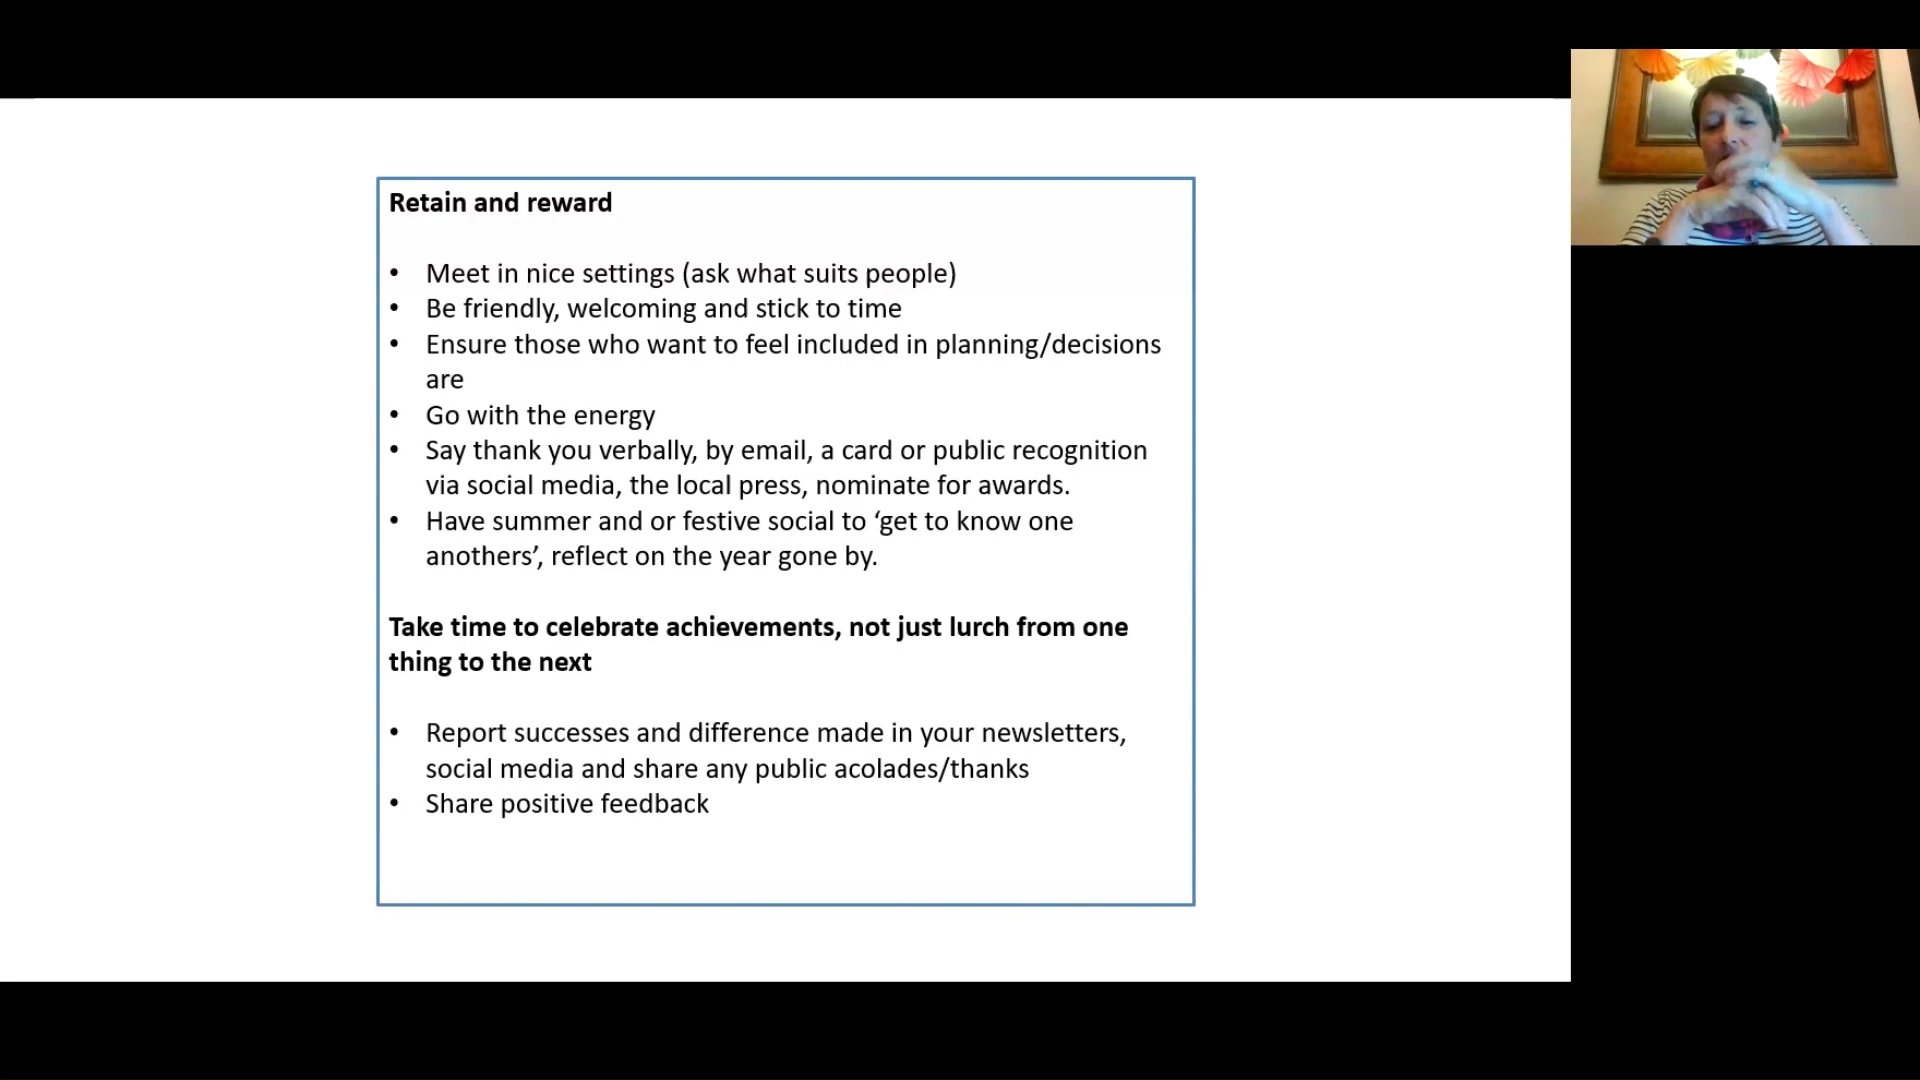 Retain and reward
• Meet in nice settings (ask what suits people)
• Be friendly, welcoming and stick to time
• Ensure those who want to feel included in planning/decisions
are
• Go with the energy
• Say thank you verbally, by email, a card or public recognition
via social media, the local press, nominate for awards.
• Have summer and or festive social to ‘get to know one
anothers’, reflect on the year gone by.
Take time to celebrate achievements, not just lurch from one
thing to the next
• Report successes and difference made in your newsletters,
social media and share any public acolades/thanks
• Share positive feedback